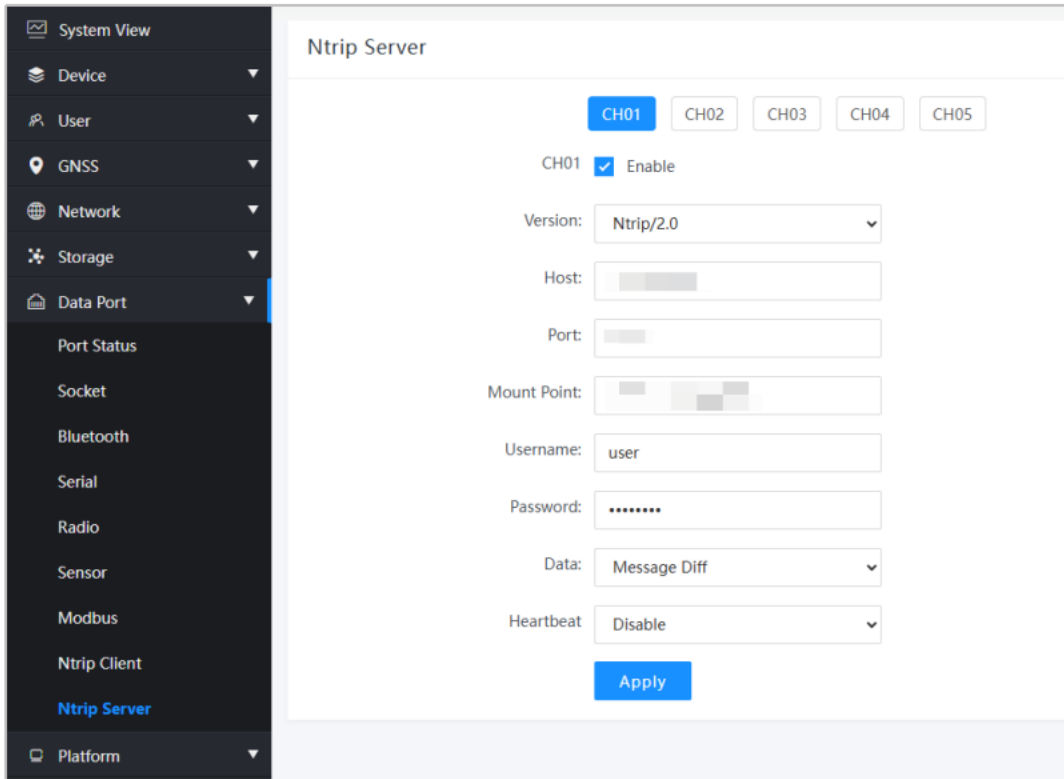 System View
Device
User
GNSS
Network
Storage
Data Port
Port Status
Socket
Bluetooth
Serial
Radio
Sensor
Modbus
Ntrip Client
Ntrip Server
Platform
Ntrip Server
CH01 CH02 CH03 CH04 CH05
CH01 Enable
Version: Ntrip/2.0
Host:
Port:
Mount Point:
Username: user
Password: ••••••••
Data: Message Diff
Heartbeat Disable
Apply